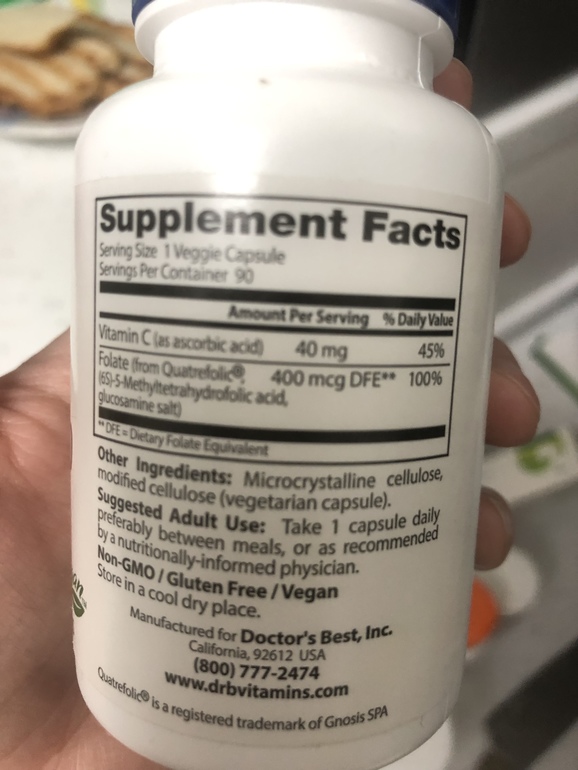 Supplement Facts
Serving Size 1 Veggie Capsule
Servings Per Container 90
Amount Per Serving % Daily Value
Vitamin C (as ascorbic acid) 40 mg 45%
Folate (from Quatrefolic®, 400 mcg DFE** 100%
(6S)-5-Methyltetrahydrofolic acid,
glucosamine salt)
** DFE = Dietary Folate Equivalent
Other Ingredients: Microcrystalline cellulose,
modified cellulose (vegetarian capsule).
Suggested Adult Use: Take 1 capsule daily
preferably between meals, or as recommended
by a nutritionally-informed physician.
Non-GMO / Gluten Free / Vegan
Store in a cool dry place.
Manufactured for Doctor's Best, Inc.
California, 92612 USA
(800) 777-2474
www.drbvitamins.com
Quatrefolic® is a registered trademark of Gnosis SPA